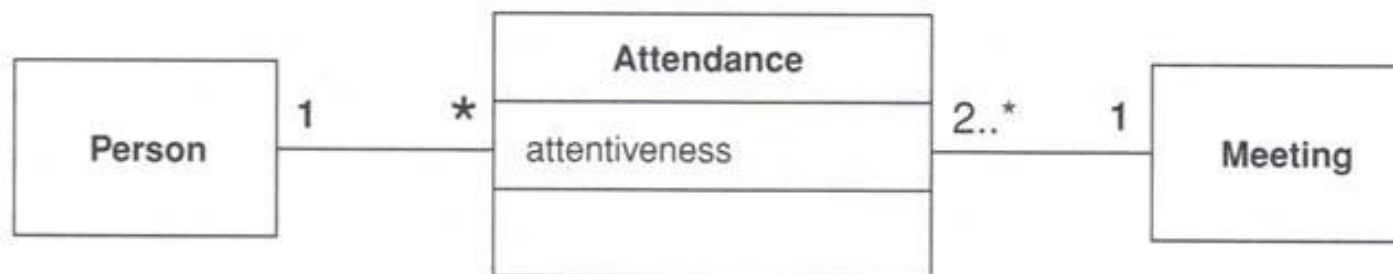 Person
1
*
Attendance
attentiveness
2..*
1
Meeting